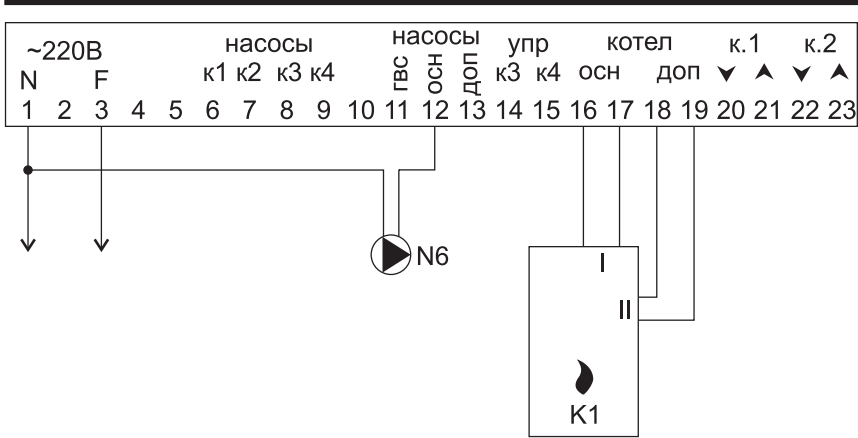 ~220В насосы насосы упр котел к.1 к.2
N F к1 к2 к3 к4 гвс осн доп к3 к4 осн доп
1 2 3 4 5 6 7 8 9 10 11 12 13 14 15 16 17 18 19 20 21 22 23
N6
I
II
K1